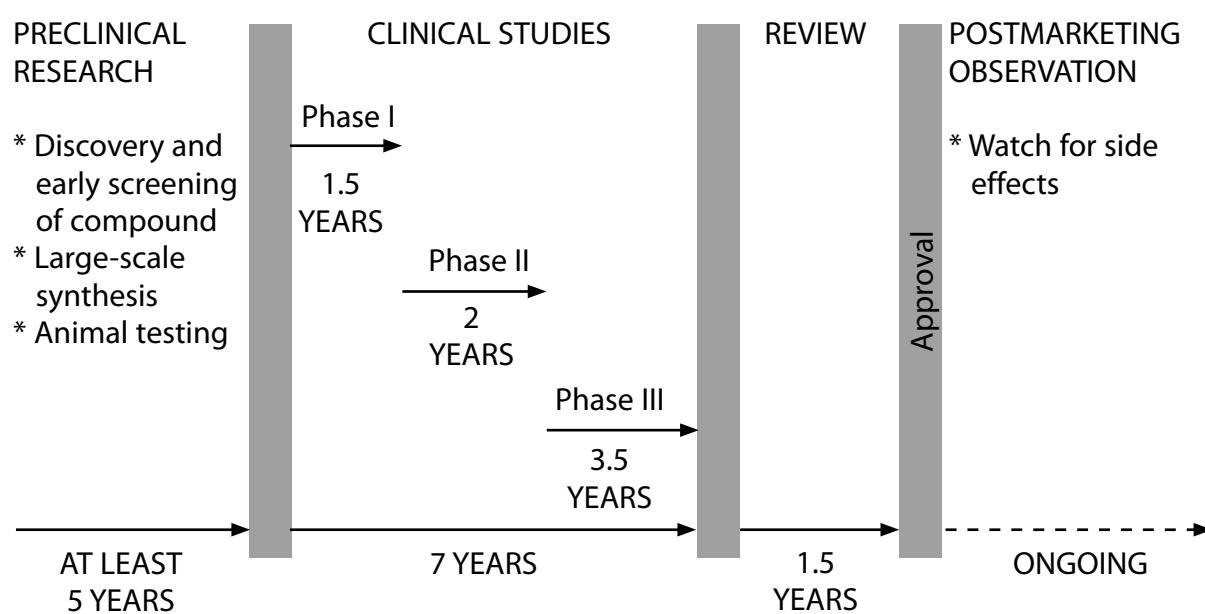 PRECLINICAL
RESEARCH
* Discovery and
early screening
of compound
* Large-scale
synthesis
* Animal testing
AT LEAST
5 YEARS
CLINICAL STUDIES
Phase I
1.5
YEARS
Phase II
2
YEARS
Phase III
3.5
YEARS
7 YEARS
REVIEW
1.5
YEARS
Approval
POSTMARKETING
OBSERVATION
* Watch for side
effects
ONGOING